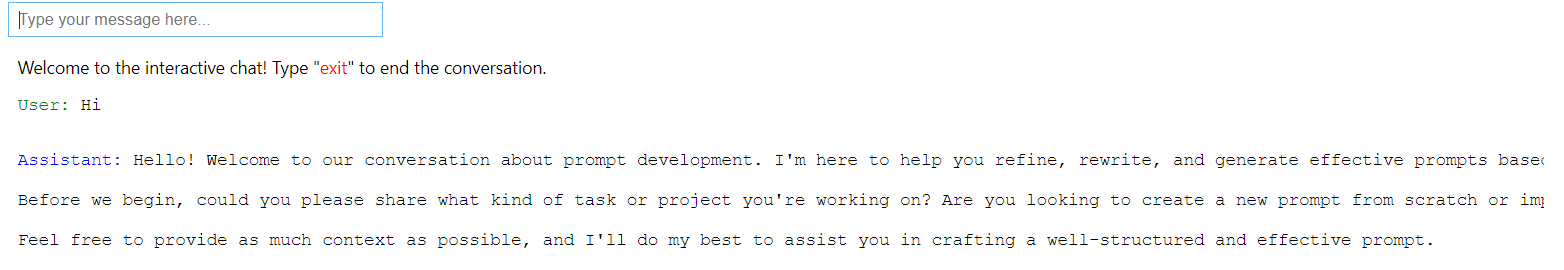 Type your message here...
Welcome to the interactive chat! Type "exit" to end the conversation.
User: Hi
Assistant: Hello! Welcome to our conversation about prompt development. I'm here to help you refine, rewrite, and generate effective prompts
Before we begin, could you please share what kind of task or project you're working on? Are you looking to create a new prompt from scratch or
Feel free to provide as much context as possible, and I'll do my best to assist you in crafting a well-structured and effective prompt.